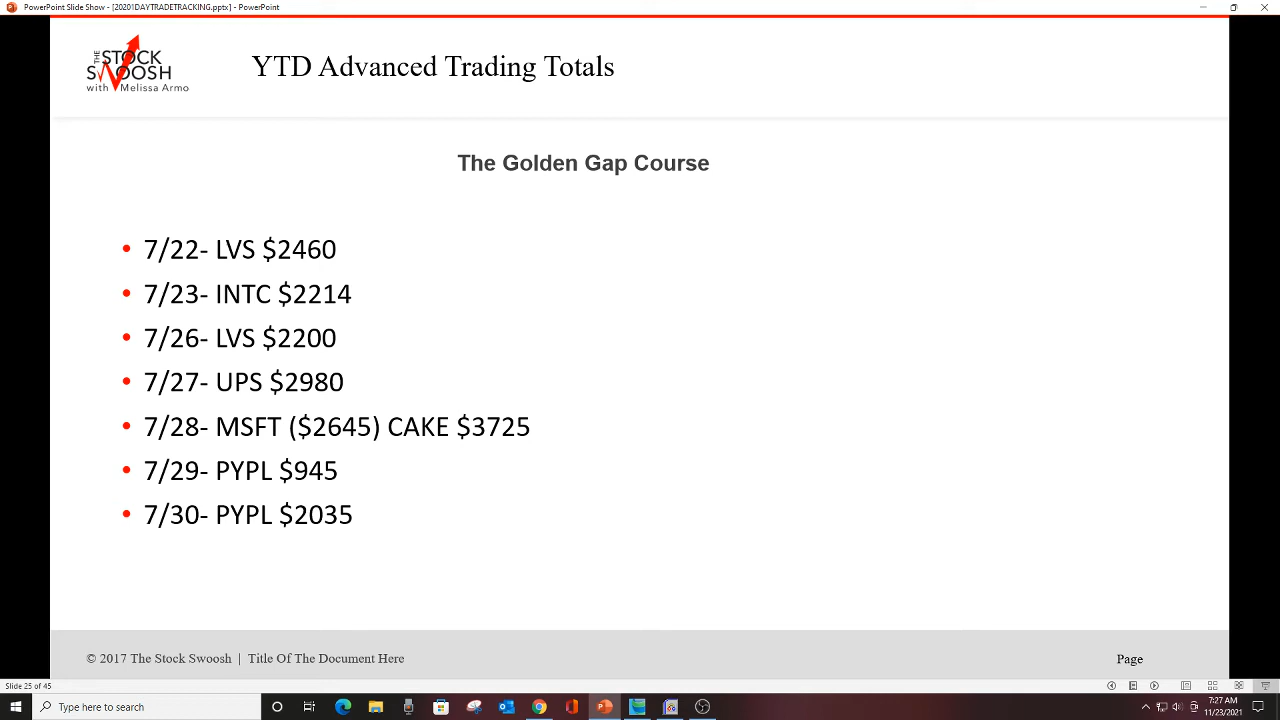 PowerPoint Slide Show - [20201DAYTRADETRACKING.pptx] - PowerPoint
THE STOCK SWOOSH
with Melissa Armo
YTD Advanced Trading Totals
The Golden Gap Course
• 7/22- LVS $2460
• 7/23- INTC $2214
• 7/26- LVS $2200
• 7/27- UPS $2980
• 7/28- MSFT ($2645) CAKE $3725
• 7/29- PYPL $945
• 7/30- PYPL $2035
© 2017 The Stock Swoosh | Title Of The Document Here
Page
Slide 25 of 45
Type here to search
7:27 AM
11/23/2021